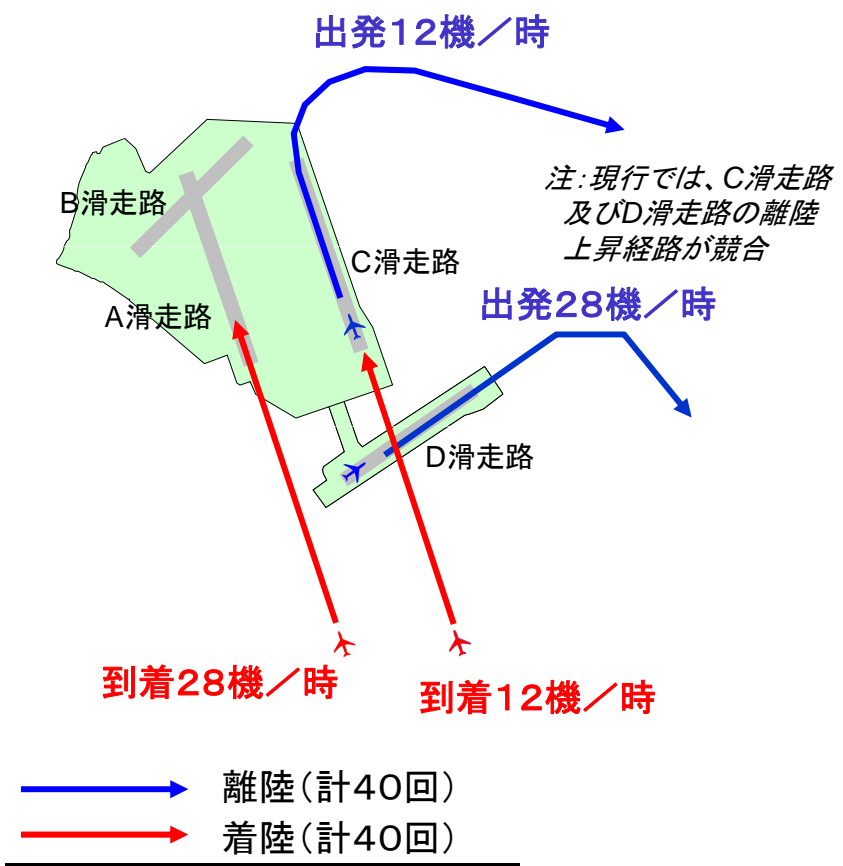 出発12機／時
注：現行では、C滑走路
及びD滑走路の離陸
上昇経路が競合
B滑走路
C滑走路
A滑走路
出発28機／時
D滑走路
到着28機／時
到着12機／時
離陸（計40回）
着陸（計40回）